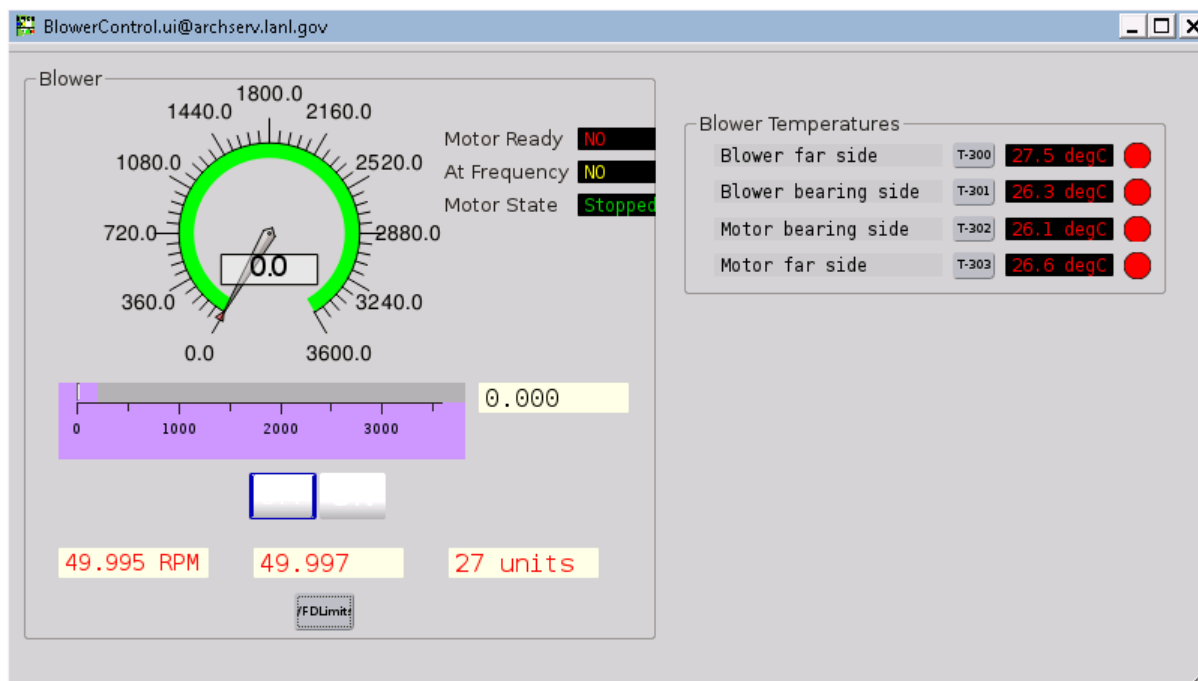 BlowerControl.ui@archserv.lanl.gov
Blower
1800.0
1440.0 2160.0
1080.0 2520.0
720.0 2880.0
0.0
360.0 3240.0
0.0 3600.0
Motor Ready NO
At Frequency NO
Motor State Stopped
0.000
0 1000 2000 3000
49.995 RPM 49.997 27 units
FDLimits
Blower Temperatures
Blower far side T-300 27.5 degC
Blower bearing side T-301 26.3 degC
Motor bearing side T-302 26.1 degC
Motor far side T-303 26.6 degC